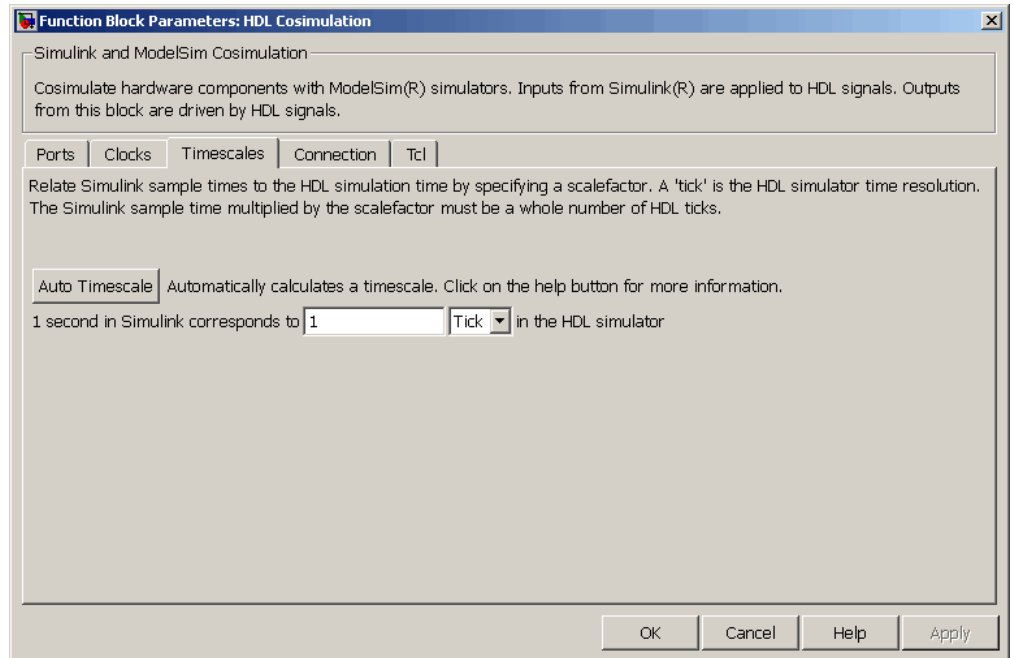 Function Block Parameters: HDL Cosimulation
Simulink and ModelSim Cosimulation
Cosimulate hardware components with ModelSim(R) simulators. Inputs from Simulink(R) are applied to HDL signals. Outputs
from this block are driven by HDL signals.
Ports Clocks Timescales Connection Tcl
Relate Simulink sample times to the HDL simulation time by specifying a scalefactor. A 'tick' is the HDL simulator time resolution.
The Simulink sample time multiplied by the scalefactor must be a whole number of HDL ticks.
Auto Timescale Automatically calculates a timescale. Click on the help button for more information.
1 second in Simulink corresponds to 1 Tick in the HDL simulator
OK Cancel Help Apply